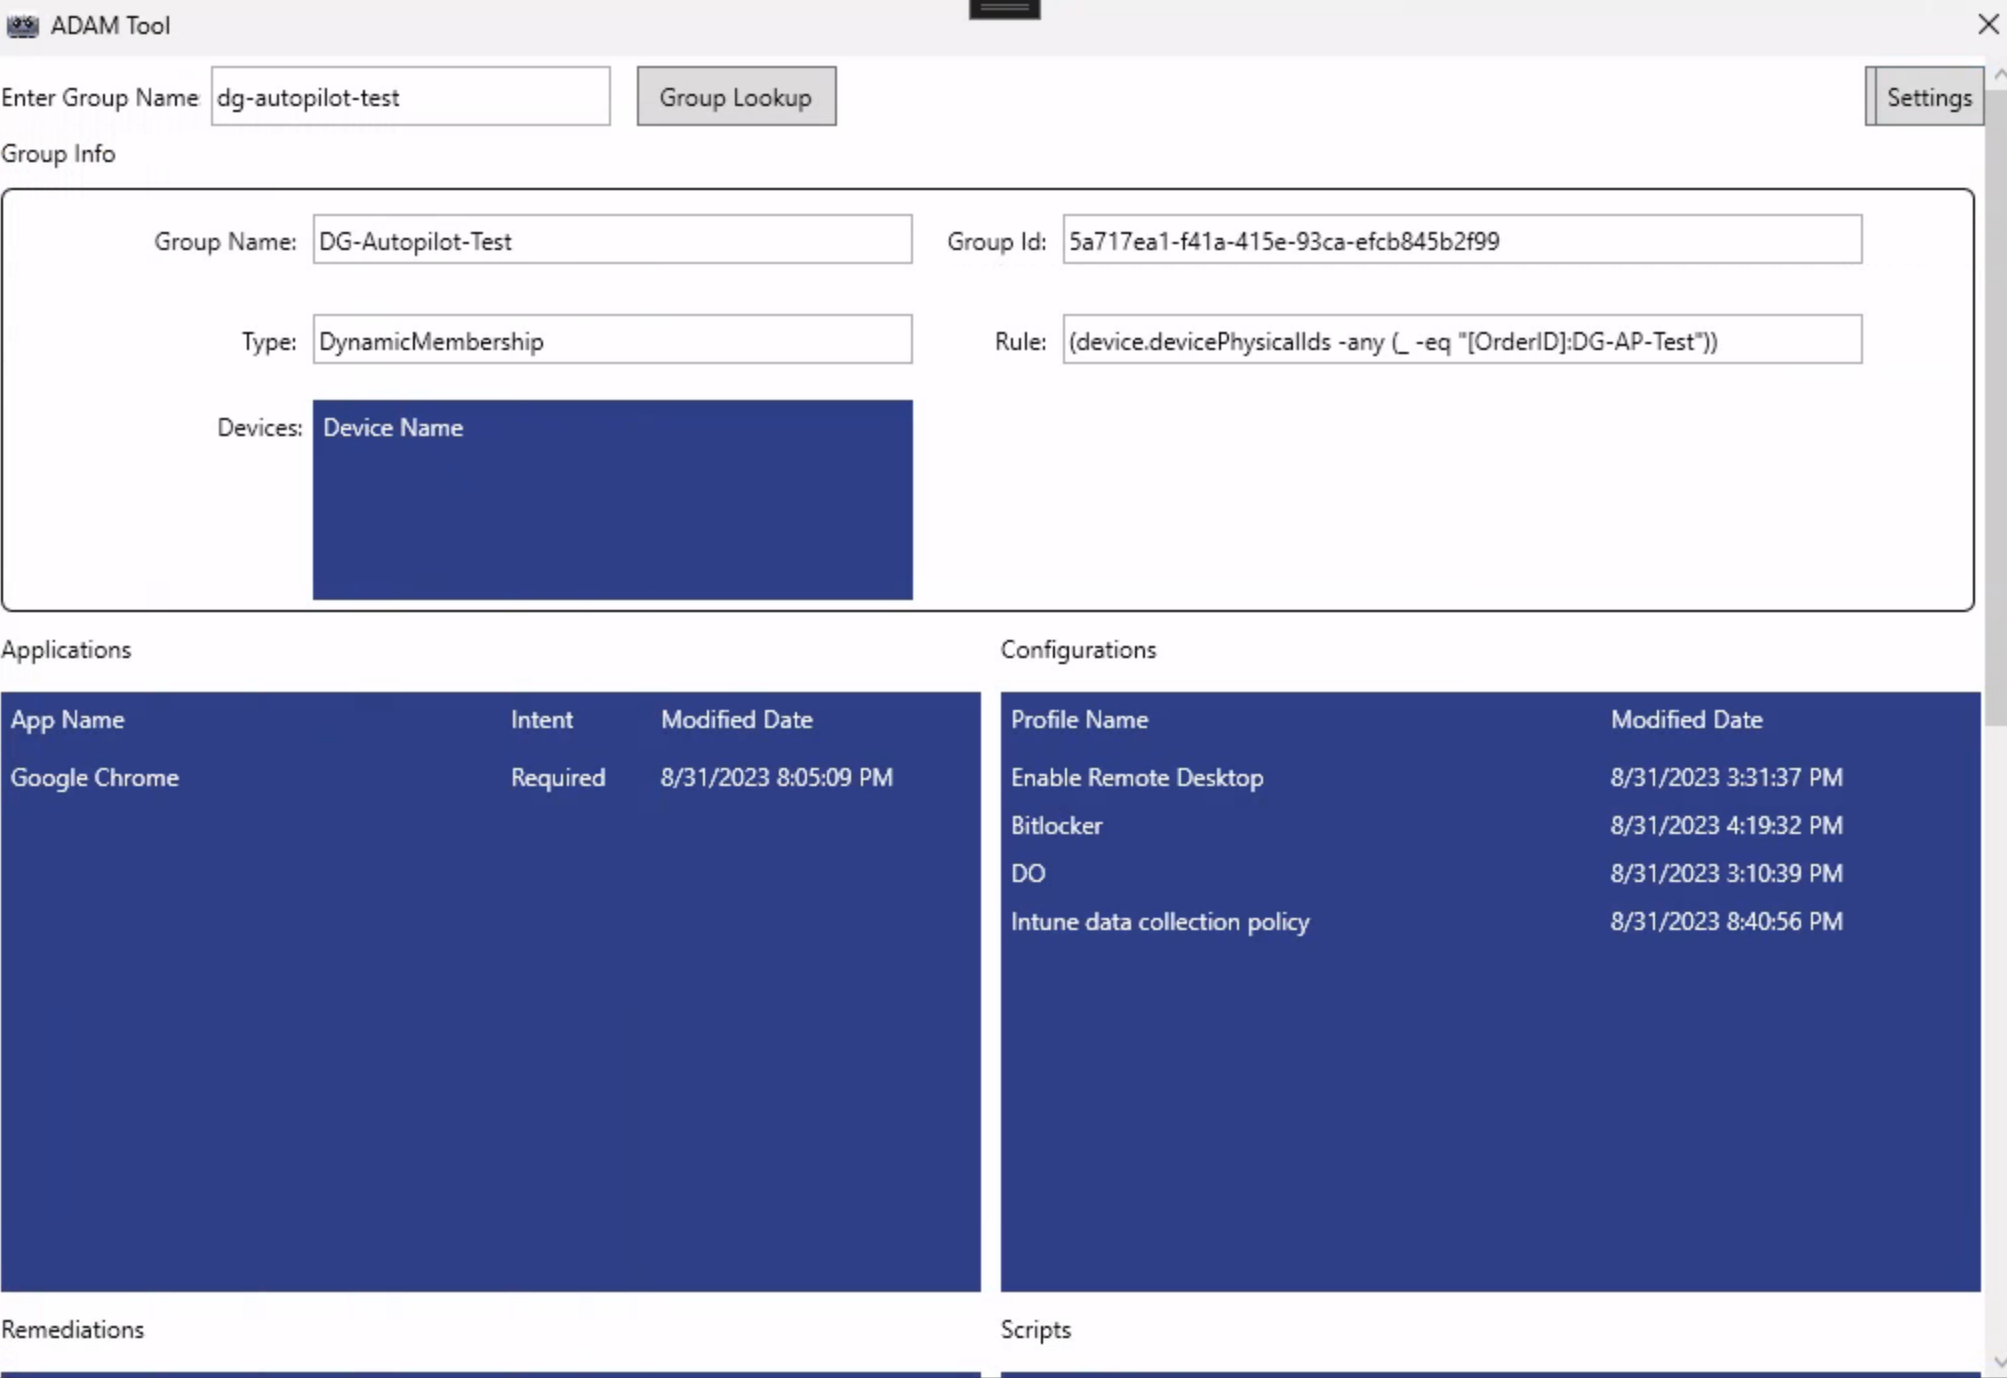 ADAM Tool
Enter Group Name dg-autopilot-test Group Lookup Settings
Group Info
Group Name: DG-Autopilot-Test Group Id: 5a717ea1-f41a-415e-93ca-efcb845b2f99
Type: DynamicMembership Rule: (device.devicePhysicalIds -any (_ -eq "[OrderID]:DG-AP-Test"))
Devices: Device Name
Applications Configurations
App Name Intent Modified Date Profile Name Modified Date
Google Chrome Required 8/31/2023 8:05:09 PM Enable Remote Desktop 8/31/2023 3:31:37 PM
Bitlocker 8/31/2023 4:19:32 PM
DO 8/31/2023 3:10:39 PM
Intune data collection policy 8/31/2023 8:40:56 PM
Remediations Scripts